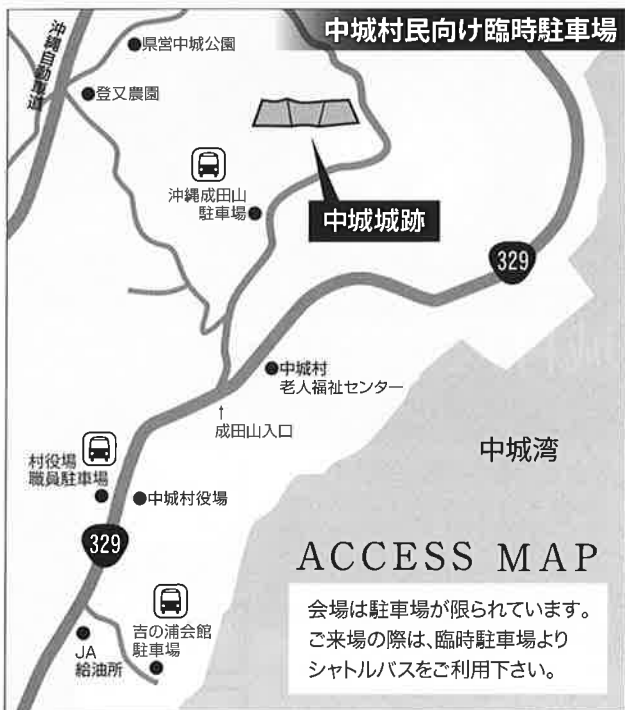 中城村民向け臨時駐車場
沖縄自動車道
県営中城公園
登又農園
沖縄成田山
駐車場
中城城跡
329
中城村
老人福祉センター
↑
成田山入口
中城湾
村役場
職員駐車場
中城村役場
329
吉の浦会館
駐車場
JA
給油所
ACCESS MAP
会場は駐車場が限られています。
ご来場の際は、臨時駐車場より
シャトルバスをご利用下さい。